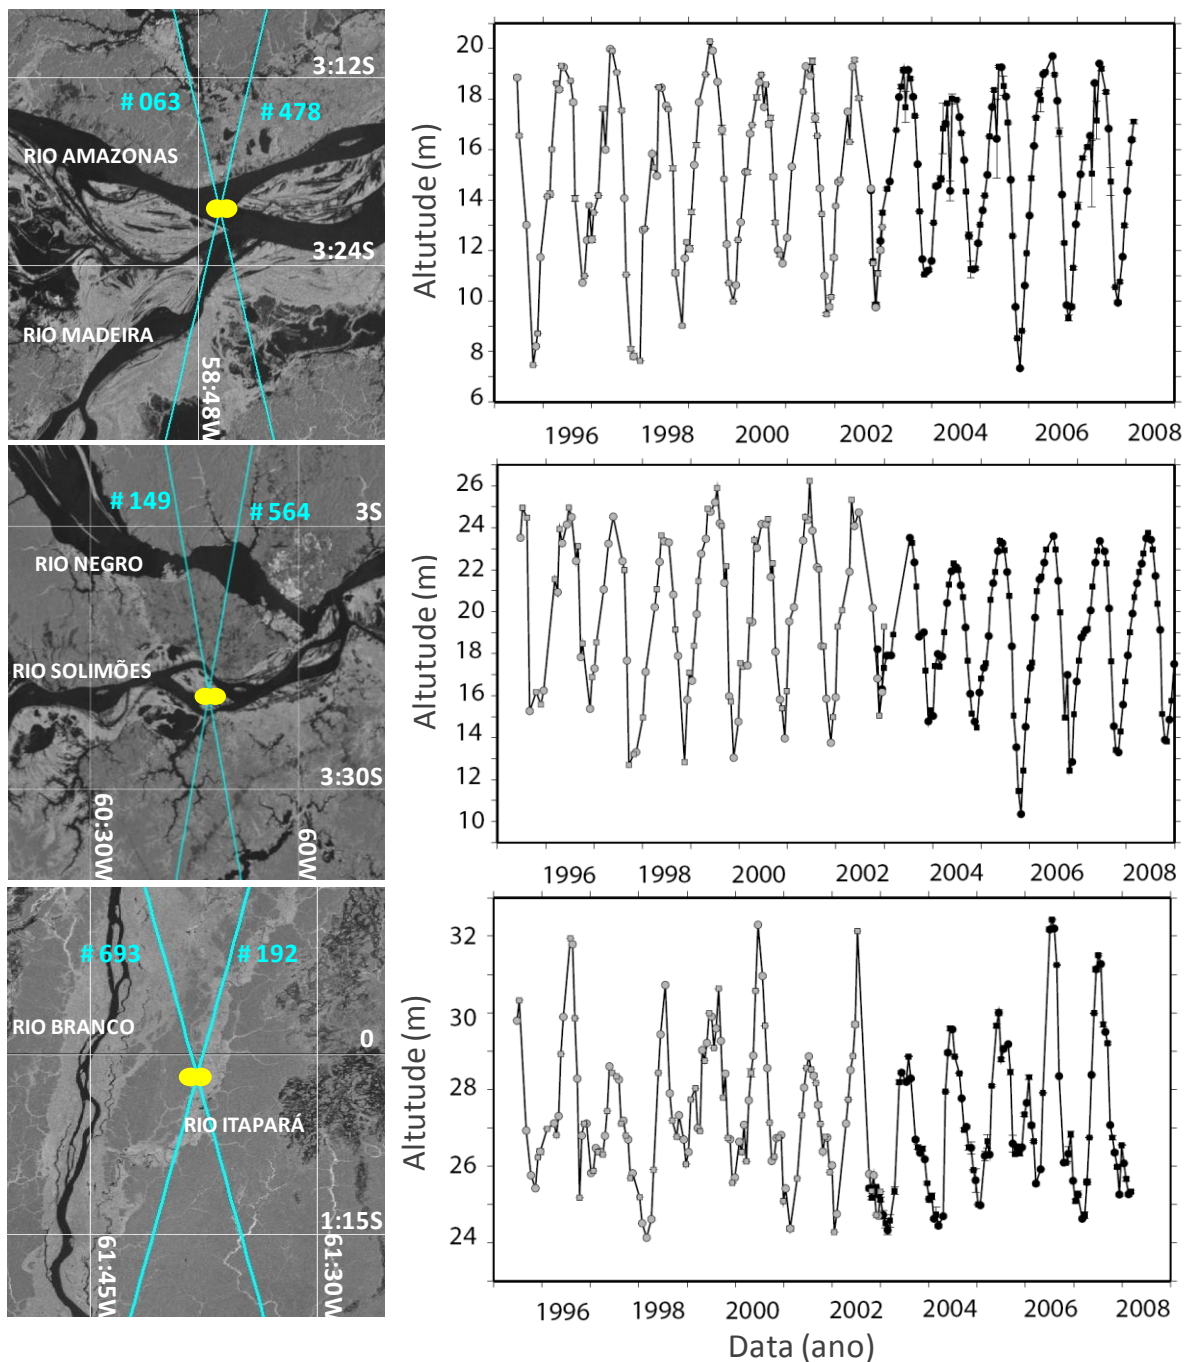 3:12S
# 063
# 478
RIO AMAZONAS
3:24S
RIO MADEIRA
58:48W
Altutude (m)
20
18
16
14
12
10
8
6
1996
1998
2000
2002
2004
2006
2008
# 149
# 564
3S
RIO NEGRO
RIO SOLIMÕES
3:30S
60:30W
60W
Altutude (m)
26
24
22
20
18
16
14
12
10
1996
1998
2000
2002
2004
2006
2008
# 693
# 192
RIO BRANCO
0
RIO ITAPARÁ
1:15S
61:45W
61:30W
Altutude (m)
32
30
28
26
24
1996
1998
2000
2002
2004
2006
2008
Data (ano)